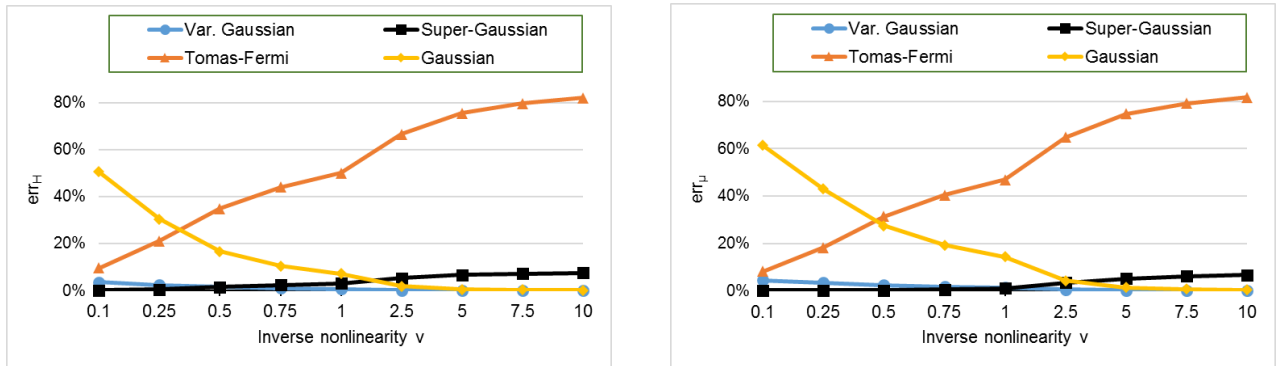 Var. Gaussian Super-Gaussian
Tomas-Fermi Gaussian
80%
60%
40%
20%
0%
errH
0.1 0.25 0.5 0.75 1 2.5 5 7.5 10
Inverse nonlinearity v
Var. Gaussian Super-Gaussian
Tomas-Fermi Gaussian
80%
60%
40%
20%
0%
errμ
0.1 0.25 0.5 0.75 1 2.5 5 7.5 10
Inverse nonlinearity v